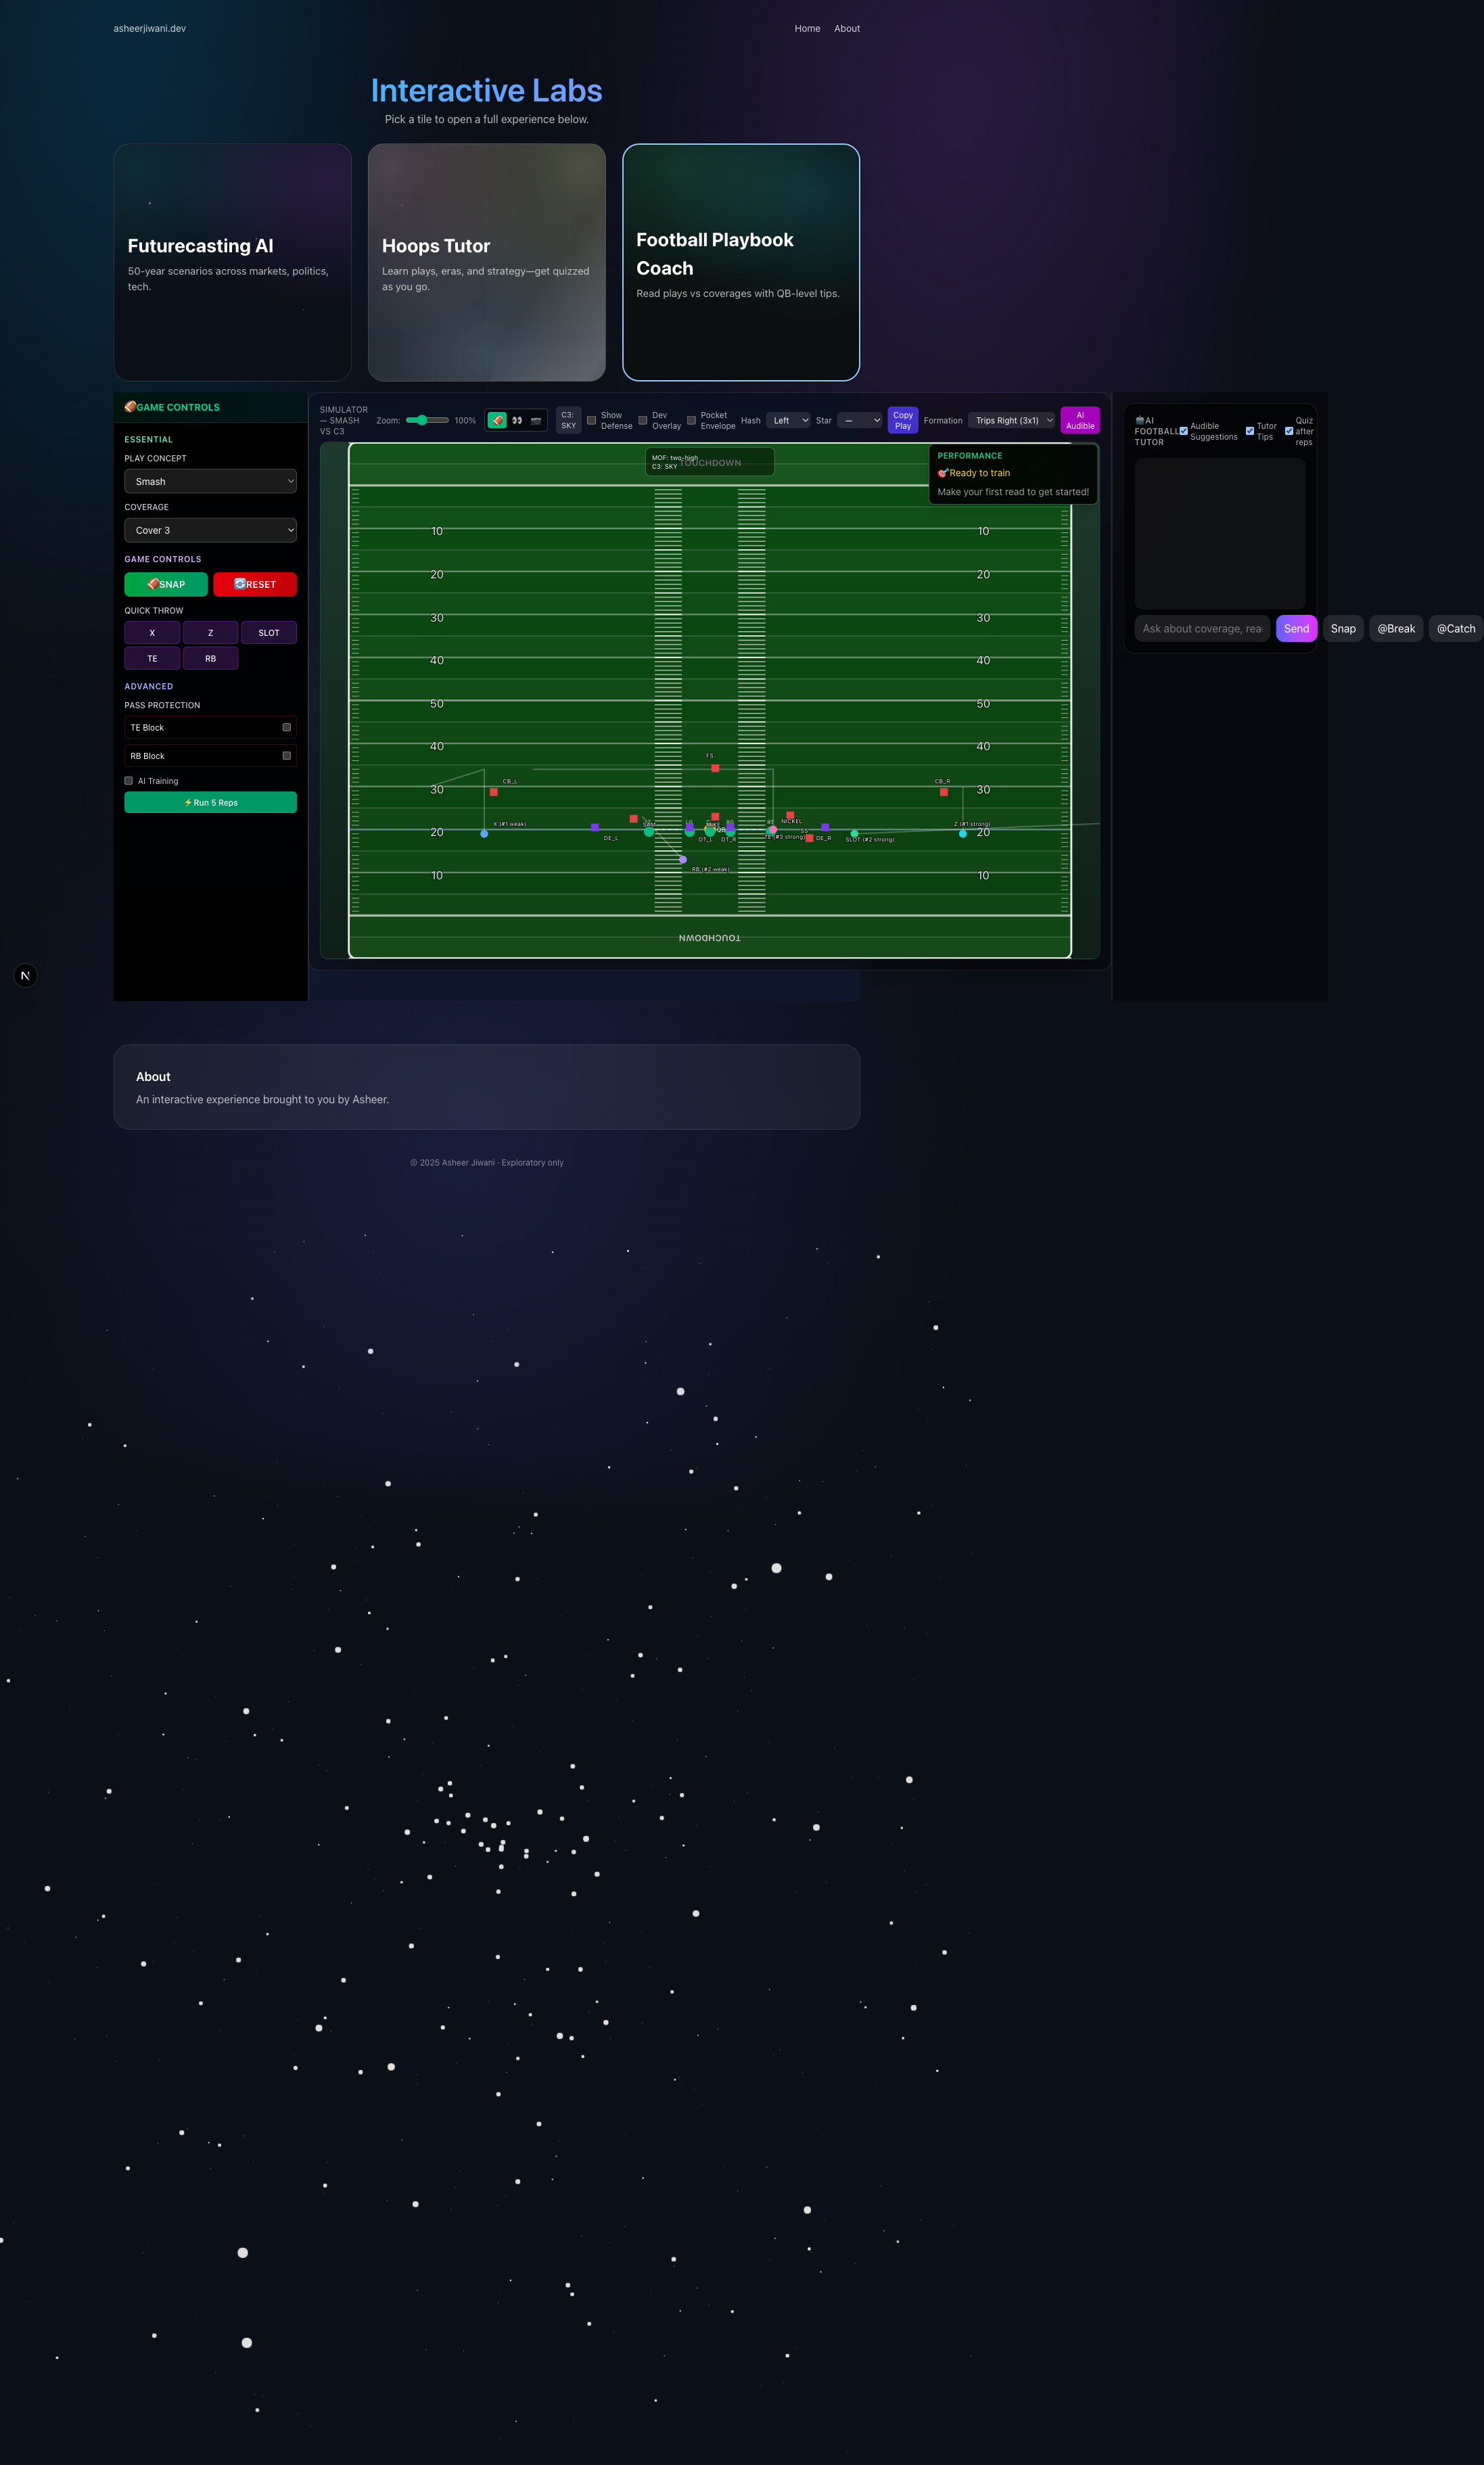 asheerjiwani.dev
Home About
Interactive Labs
Pick a tile to open a full experience below.
Futurecasting AI
50-year scenarios across markets, politics,
tech.
Hoops Tutor
Learn plays, eras, and strategy—get quizzed
as you go.
Football Playbook
Coach
Read plays vs coverages with QB-level tips.
GAME CONTROLS
ESSENTIAL
PLAY CONCEPT
Smash
COVERAGE
Cover 3
GAME CONTROLS
SNAP RESET
QUICK THROW
X Z SLOT
TE RB
ADVANCED
PASS PROTECTION
TE Block
RB Block
AI Training
⚡Run 5 Reps
SIMULATOR
— SMASH
VS C3
Zoom: 100%
C3:
SKY
Show
Defense
Dev
Overlay
Pocket
Envelope
Hash Left
Star —
Copy
Play
Formation Trips Right (3x1)
AI
Audible
MOF: two-high
C3: SKY
TOUCHDOWN
PERFORMANCE
Ready to train
Make your first read to get started!
10 10
20 20
30 30
40 40
50 50
40 40
FS
CB_L CB_R
30 30
X (#1 weak) NICKEL Z (#1 strong)
20 20
DE_L DT_L DT_R DE_R SLOT (#2 strong)
SS
RB (#2 weak)
10 10
TOUCHDOWN
AI
FOOTBALL
TUTOR
Audible
Suggestions
Tutor
Tips
Quiz
after
reps
Ask about coverage, rea
Send Snap @Break @Catch
N
About
An interactive experience brought to you by Asheer.
© 2025 Asheer Jiwani · Exploratory only